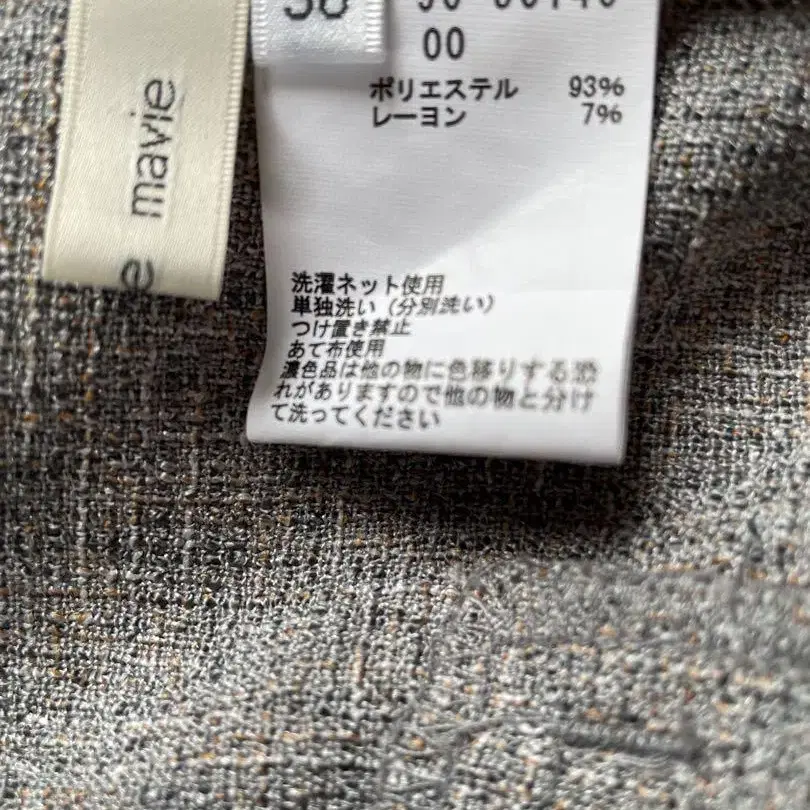 mavie
e
00
ポリエステル 93%
レーヨン 7%
洗濯ネット使用
単独洗い（分別洗い）
つけ置き禁止
あて布使用
濃色品は他の物に色移りする恐
れがありますので他の物と分け
て洗ってください